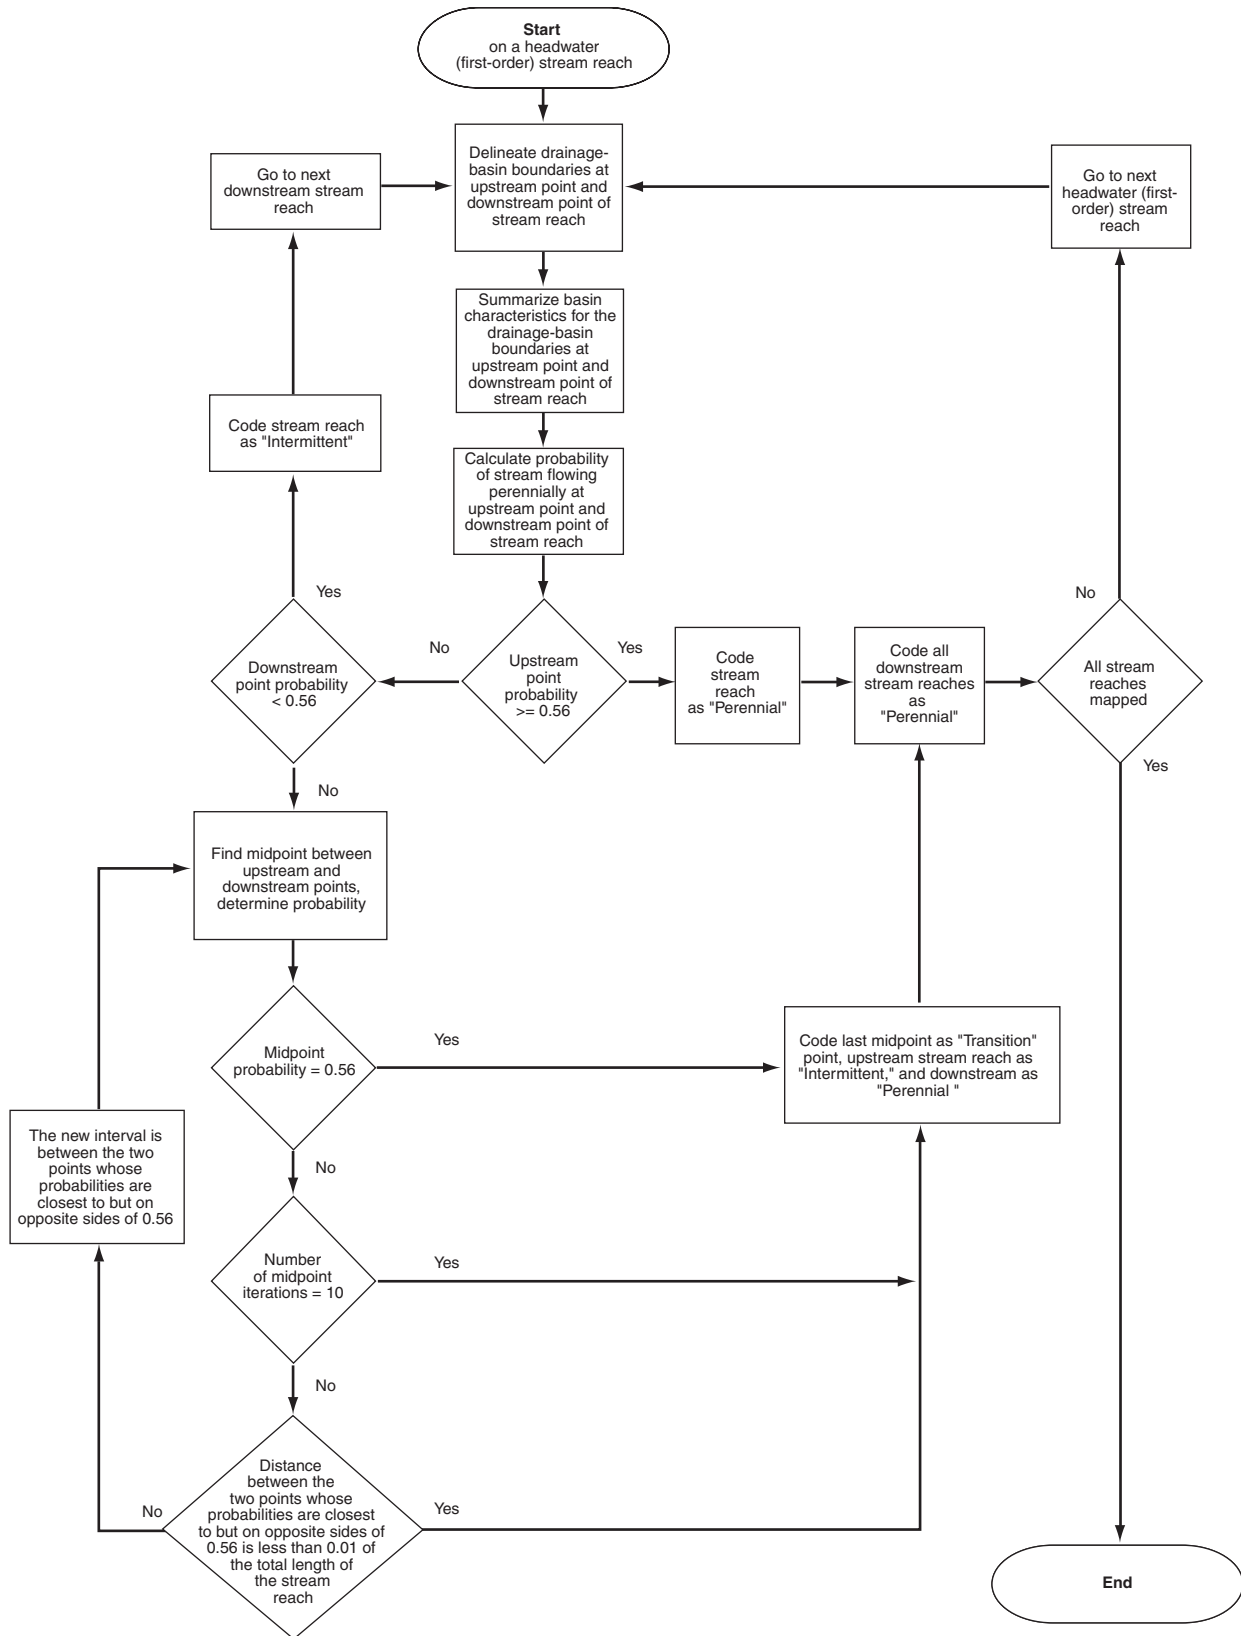 Start
on a headwater
(first-order) stream reach
Delineate drainage-
basin boundaries at
upstream point and
downstream point of
stream reach
Go to next
downstream stream
reach
Go to next
headwater (first-
order) stream
reach
Summarize basin
characteristics for the
drainage-basin
boundaries at
upstream point and
downstream point of
stream reach
Code stream reach
as "Intermittent"
Calculate probability
of stream flowing
perennially at
upstream point and
downstream point of
stream reach
Yes
No
Downstream
point probability
< 0.56
No
Upstream
point
probability
>= 0.56
Yes
Code
stream
reach
as "Perennial"
Code all
downstream
stream reaches
as
"Perennial"
All stream
reaches
mapped
Yes
No
Find midpoint between
upstream and
downstream points,
determine probability
Midpoint
probability = 0.56
Yes
Code last midpoint as "Transition"
point, upstream stream reach as
"Intermittent," and downstream as
"Perennial "
The new interval is
between the two
points whose
probabilities are
closest to but on
opposite sides of 0.56
No
Number
of midpoint
iterations = 10
Yes
No
Distance
between the
two points whose
probabilities are closest
to but on opposite sides of
0.56 is less than 0.01 of
the total length of
the stream
reach
No
Yes
End